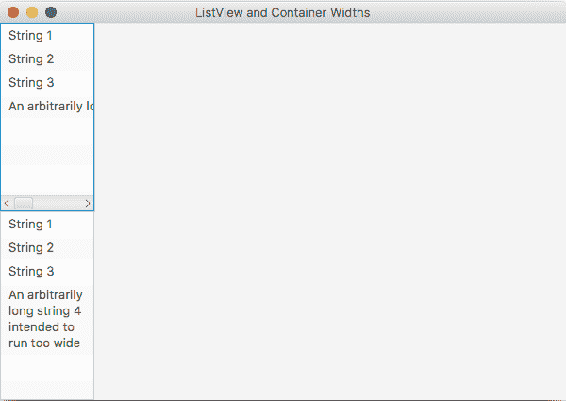 ListView and Container Widths
String 1
String 2
String 3
An arbitrarily lo
String 1
String 2
String 3
An arbitrarily
long string 4
intended to
run too wide